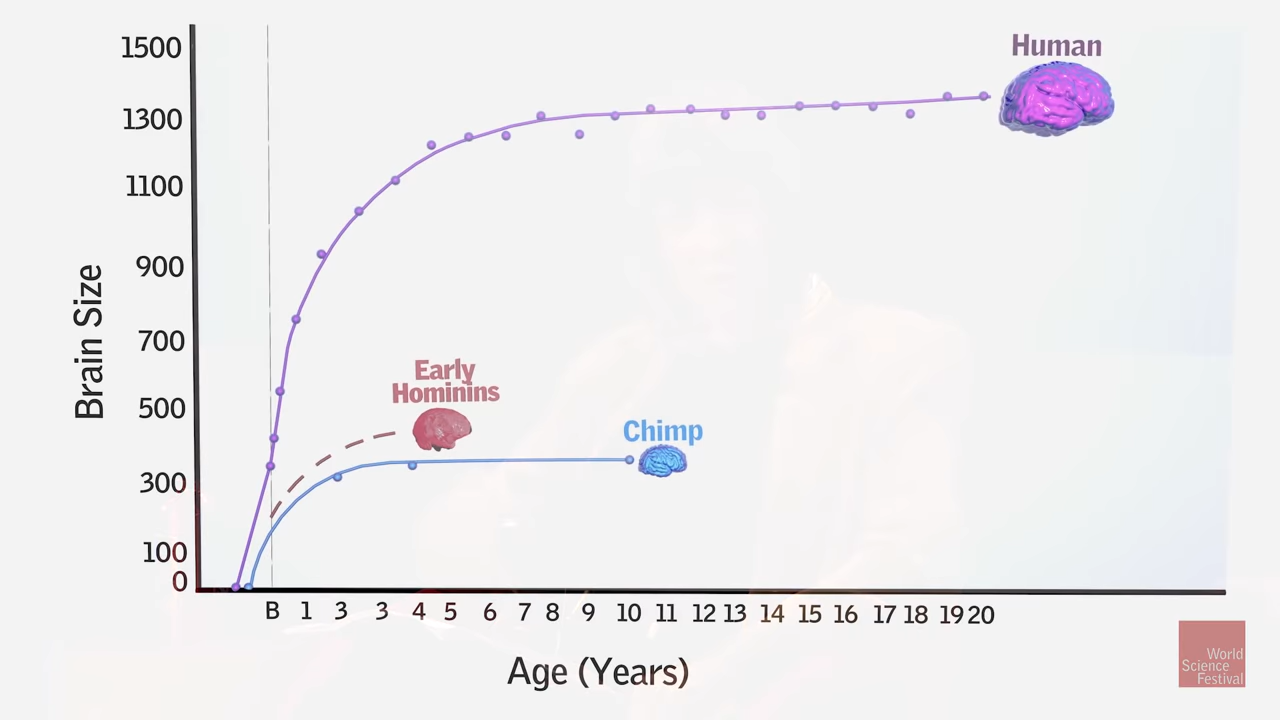 1500
1300
1100
900
700
500
300
100
0
Brain Size
Human
Early
Hominins
Chimp
B 1 3 3 4 5 6 7 8 9 10 11 12 13 14 15 16 17 18 19 20
Age (Years)
World
Science
Festival